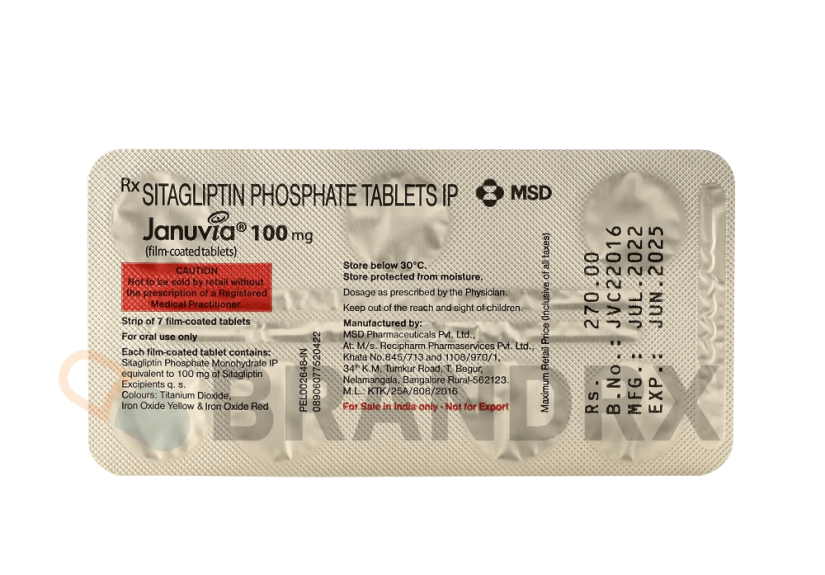 Rx SITAGLIPTIN PHOSPHATE TABLETS IP
MSD
Januvia® 100 mg
(film-coated tablets)
CAUTION
Not to be sold by retail without
the prescription of a Registered
Medical Practitioner.
Strip of 7 film-coated tablets
For oral use only
Each film-coated tablet contains:
Sitagliptin Phosphate Monohydrate IP
equivalent to 100 mg of Sitagliptin
Excipients q. s.
Colours: Titanium Dioxide,
Iron Oxide Yellow & Iron Oxide Red
PEL002648-IN
08906077520422
Store below 30°C.
Store protected from moisture.
Dosage as prescribed by the Physician.
Keep out of the reach and sight of children.
Manufactured by:
MSD Pharmaceuticals Pvt. Ltd.,
At: M/s. Recipharm Pharmaservices Pvt. Ltd.,
Khata No.845/713 and 1108/970/1,
34th K.M, Tumkur Road, T. Begur,
Nelamangala, Bangalore Rural-562123.
M.L.: KTK/25A/808/2016
For Sale in India only - Not for Export
Maximum Retail Price (Inclusive of all taxes)
Rs. 270.00
B.No.: JVC22016
MFG.: JUL.2022
EXP.: JUN.2025
BRANDRX